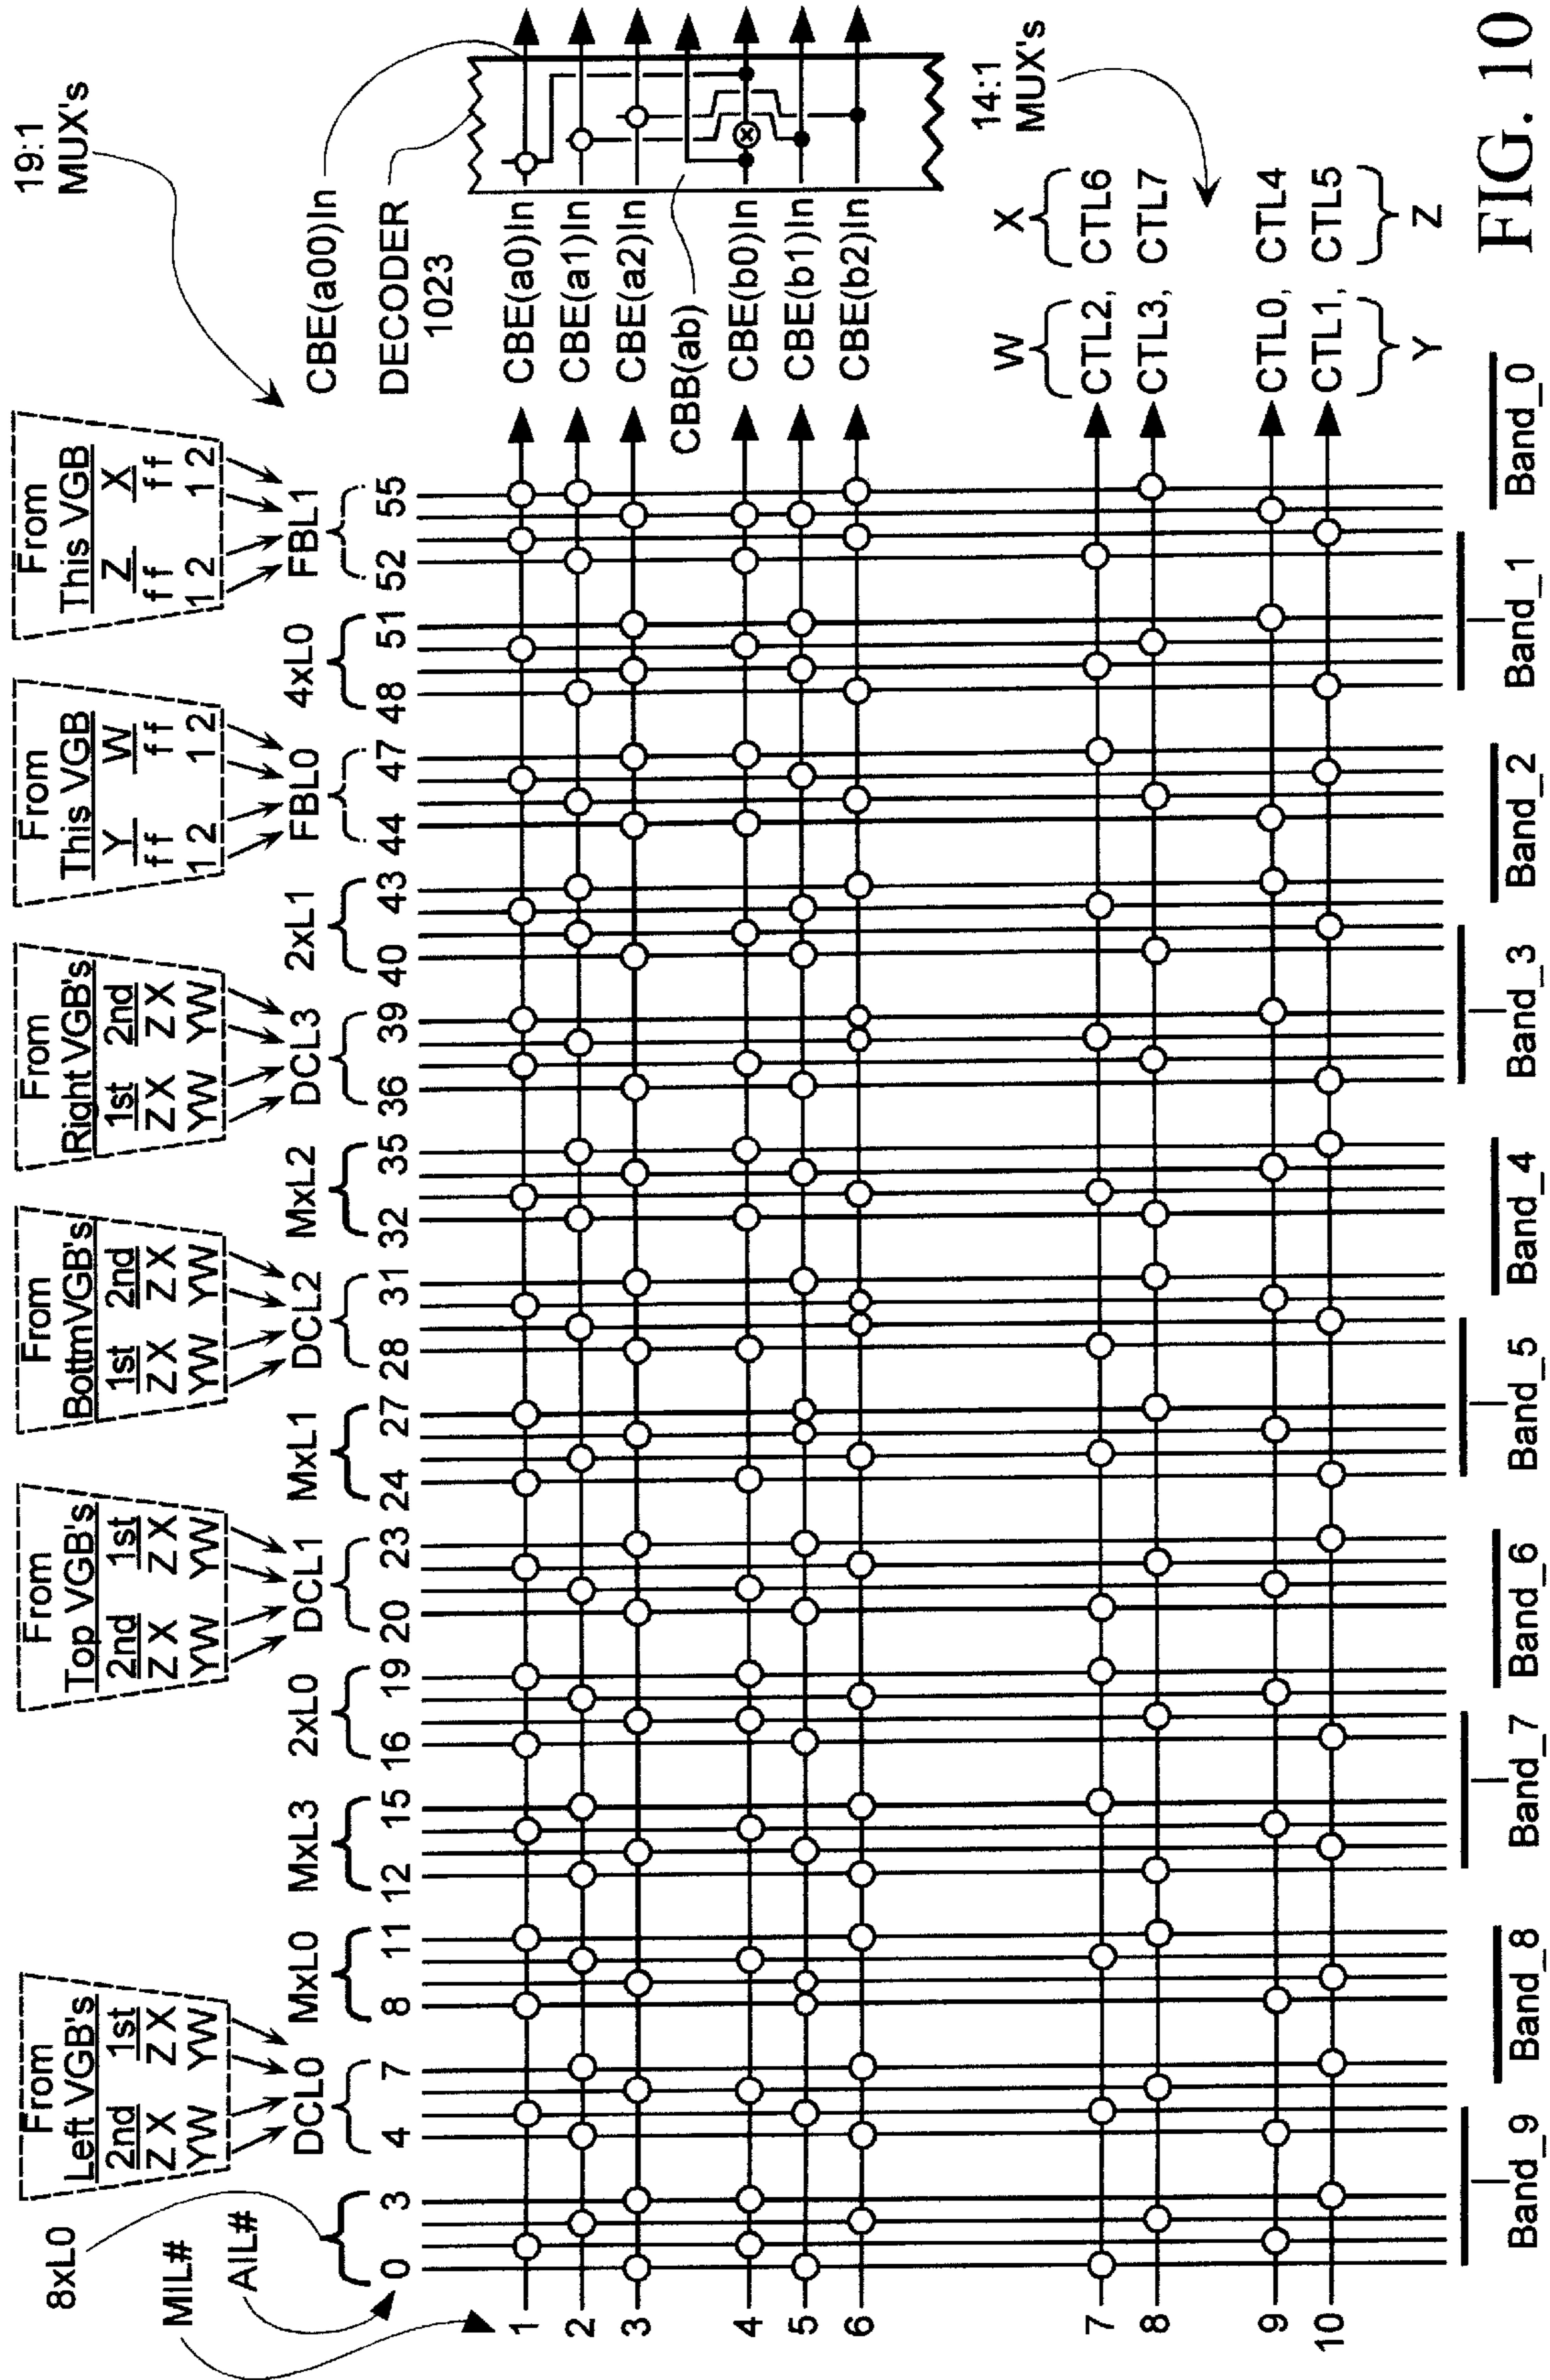 8xL0
MIL#
AIL#
From
Left VGB's
2nd 1st
ZX ZX
YW YW
DCL0
MxL0
MxL3
2xL0
From
Top VGB's
2nd 1st
ZX ZX
YW YW
DCL1
MxL1
From
BottmVGB's
1st 2nd
ZX ZX
YW YW
DCL2
MxL2
From
Right VGB's
1st 2nd
ZX ZX
YW YW
DCL3
2xL1
From
This VGB
Y W
ff ff
12 12
FBL0
4xL0
From
This VGB
Z X
ff ff
12 12
FBL1
19:1
MUX's
0 3 4 7 8 11 12 15 16 19 20 23 24 27 28 31 32 35 36 39 40 43 44 47 48 51 52 55
CBE(a00)In
DECODER
1023
1 CBE(a0)In
2 CBE(a1)In
3 CBE(a2)In
CBB(ab)
4 CBE(b0)In
5 CBE(b1)In
6 CBE(b2)In
14:1
MUX's
W X
7 CTL2, CTL6
8 CTL3, CTL7
9 CTL0, CTL4
10 CTL1, CTL5
Y Z
Band_9 Band_8 Band_7 Band_6 Band_5 Band_4 Band_3 Band_2 Band_1 Band_0
FIG. 10